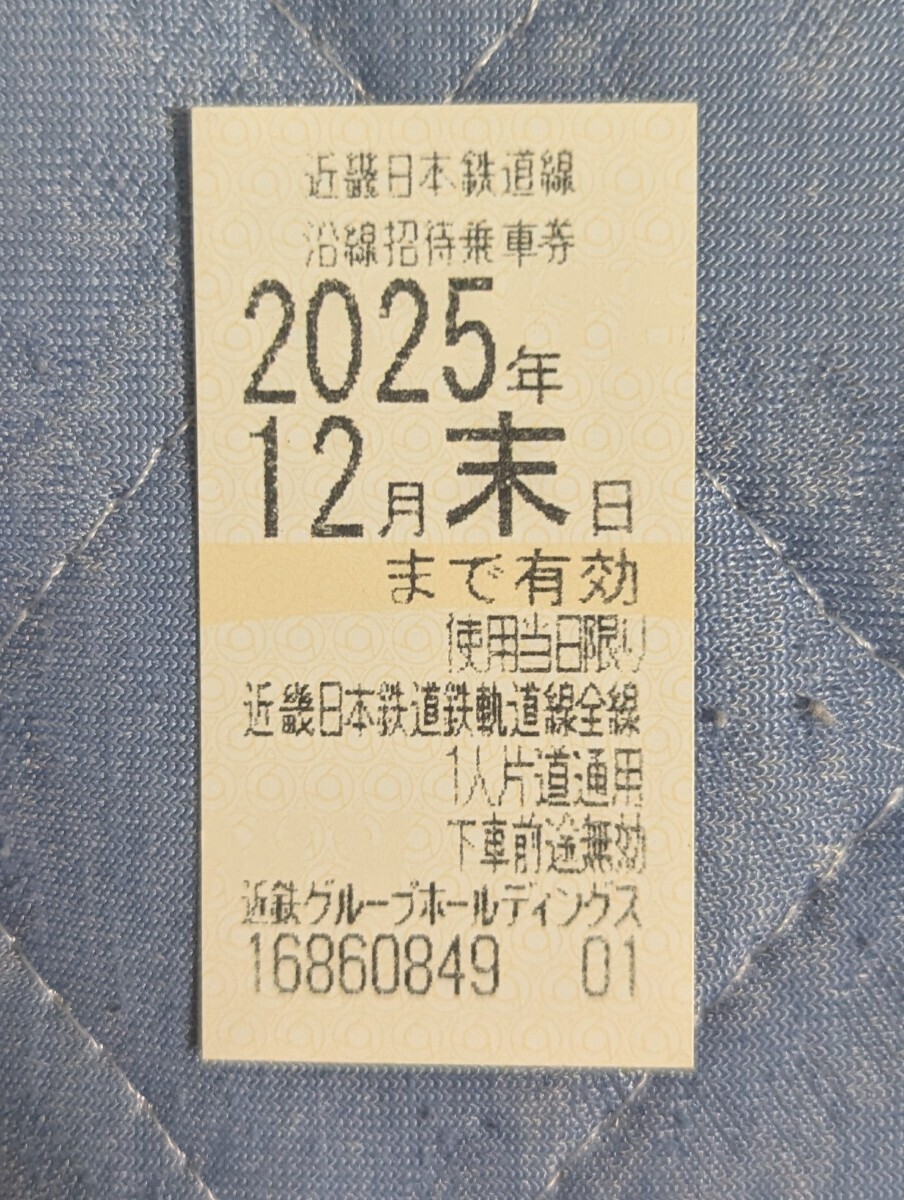 近畿日本鉄道線
沿線招待乗車券
2025年
12月末日
まで有効
使用当日限り
近畿日本鉄道鉄軌道線全線
1人片道通用
下車前途無効
近鉄グループホールディングス
16860849 01